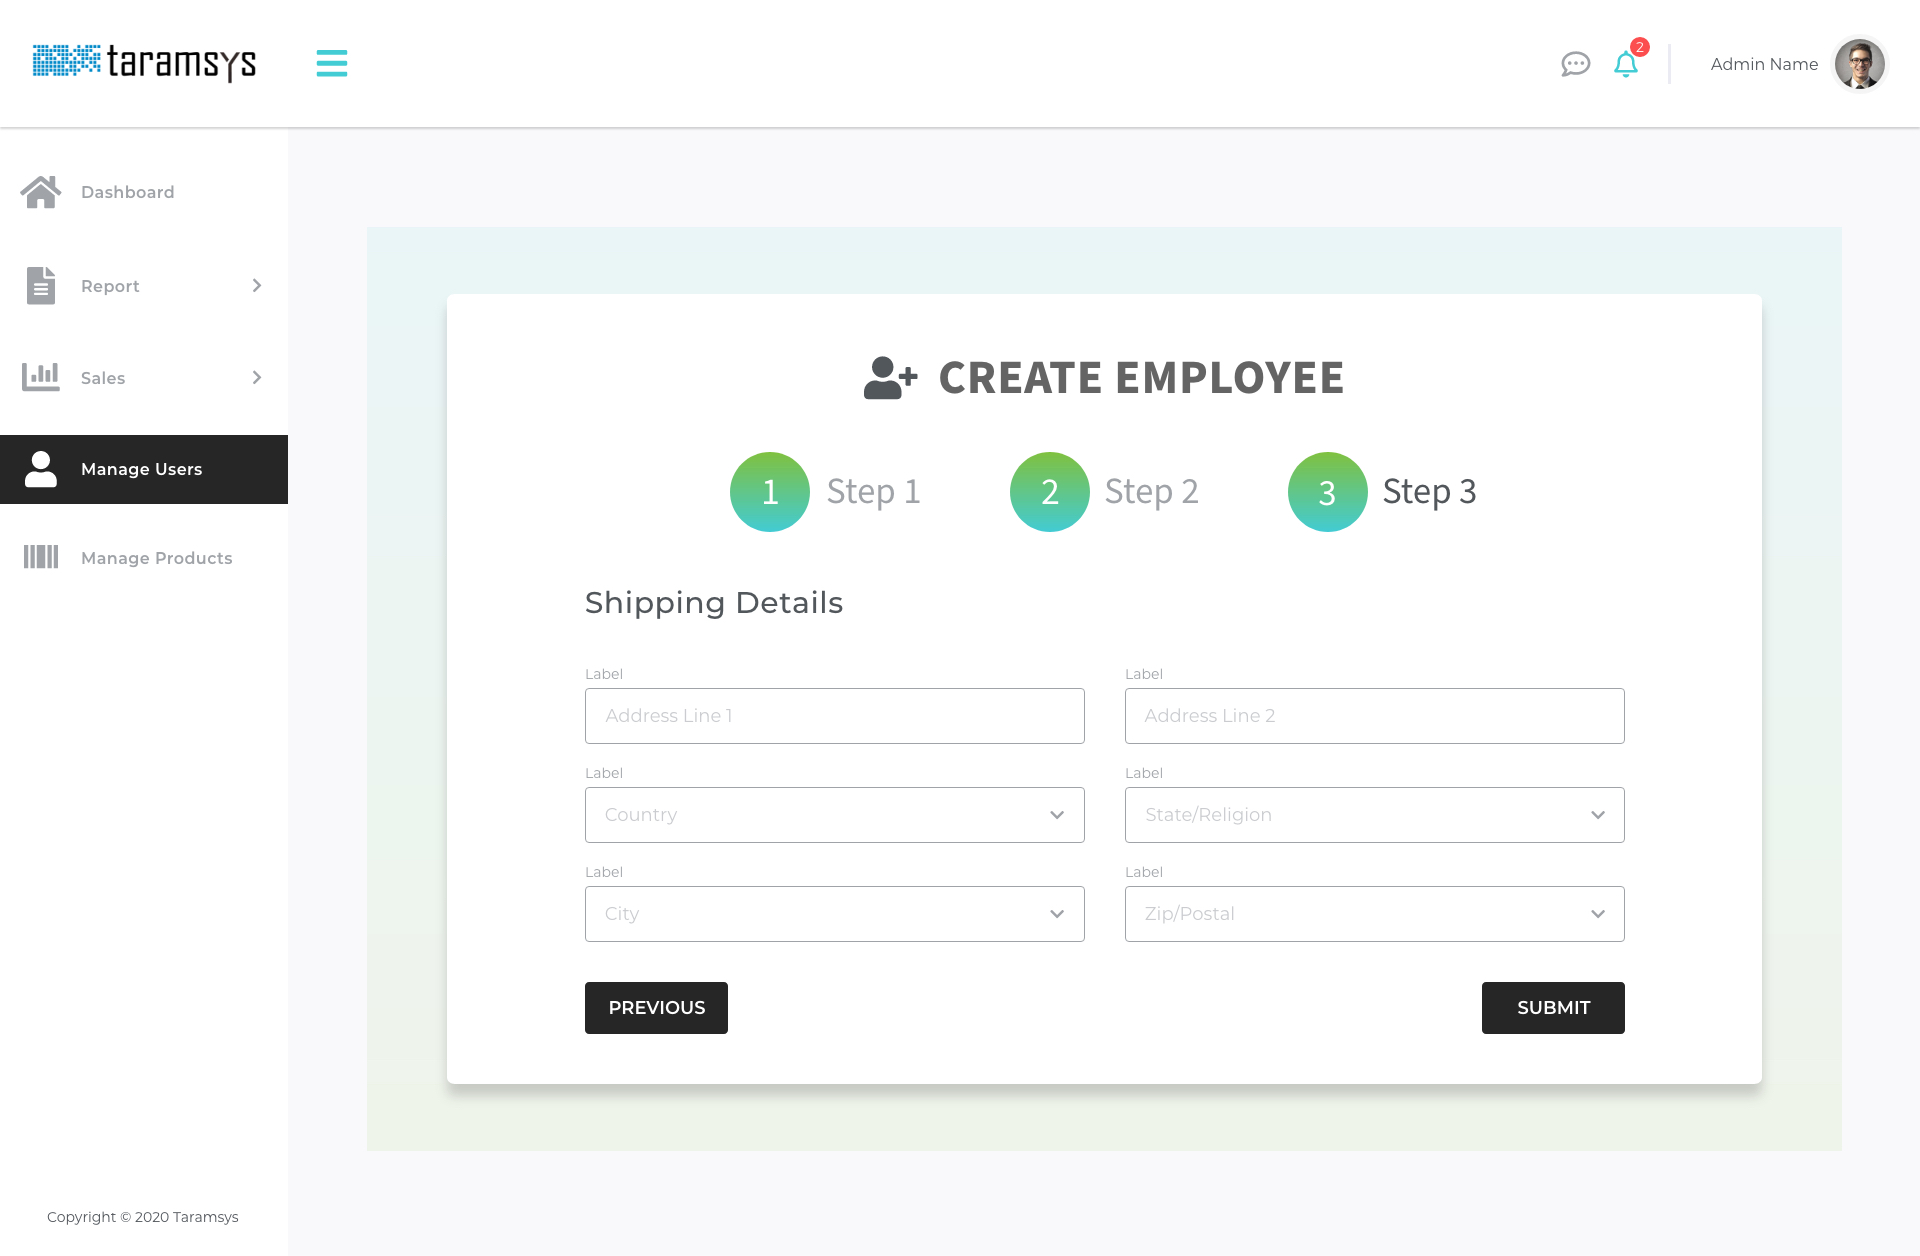 taramsys
2
Admin Name
Dashboard
Report
Sales
Manage Users
Manage Products
CREATE EMPLOYEE
1 Step 1 2 Step 2 3 Step 3
Shipping Details
Label Label
Address Line 1 Address Line 2
Label Label
Country State/Religion
Label Label
City Zip/Postal
PREVIOUS SUBMIT
Copyright © 2020 Taramsys